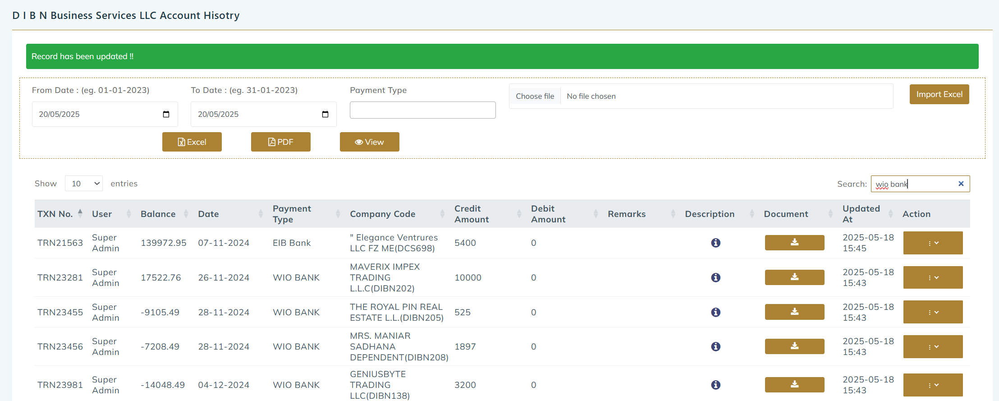 D I B N Business Services LLC Account Hisotry
Record has been updated !!
From Date : (eg. 01-01-2023)
To Date : (eg. 31-01-2023)
Payment Type
20/05/2025
20/05/2025
Choose file No file chosen
Import Excel
Excel
PDF
View
Show 10 entries
Search: wio bank
TXN No. User Balance Date Payment Type Company Code Credit Amount Debit Amount Remarks Description Document Updated At Action
TRN21563 Super Admin 139972.95 07-11-2024 EIB Bank " Elegance Ventrures LLC FZ ME(DCS698) 5400 0 2025-05-18 15:45
TRN23281 Super Admin 17522.76 26-11-2024 WIO BANK MAVERIX IMPEX TRADING L.L.C(DIBN202) 10000 0 2025-05-18 15:43
TRN23455 Super Admin -9105.49 28-11-2024 WIO BANK THE ROYAL PIN REAL ESTATE L.L.(DIBN205) 525 0 2025-05-18 15:43
TRN23456 Super Admin -7208.49 28-11-2024 WIO BANK MRS. MANIAR SADHANA DEPENDENT(DIBN208) 1897 0 2025-05-18 15:43
TRN23981 Super Admin -14048.49 04-12-2024 WIO BANK GENIUSBYTE TRADING LLC(DIBN138) 3200 0 2025-05-18 15:43